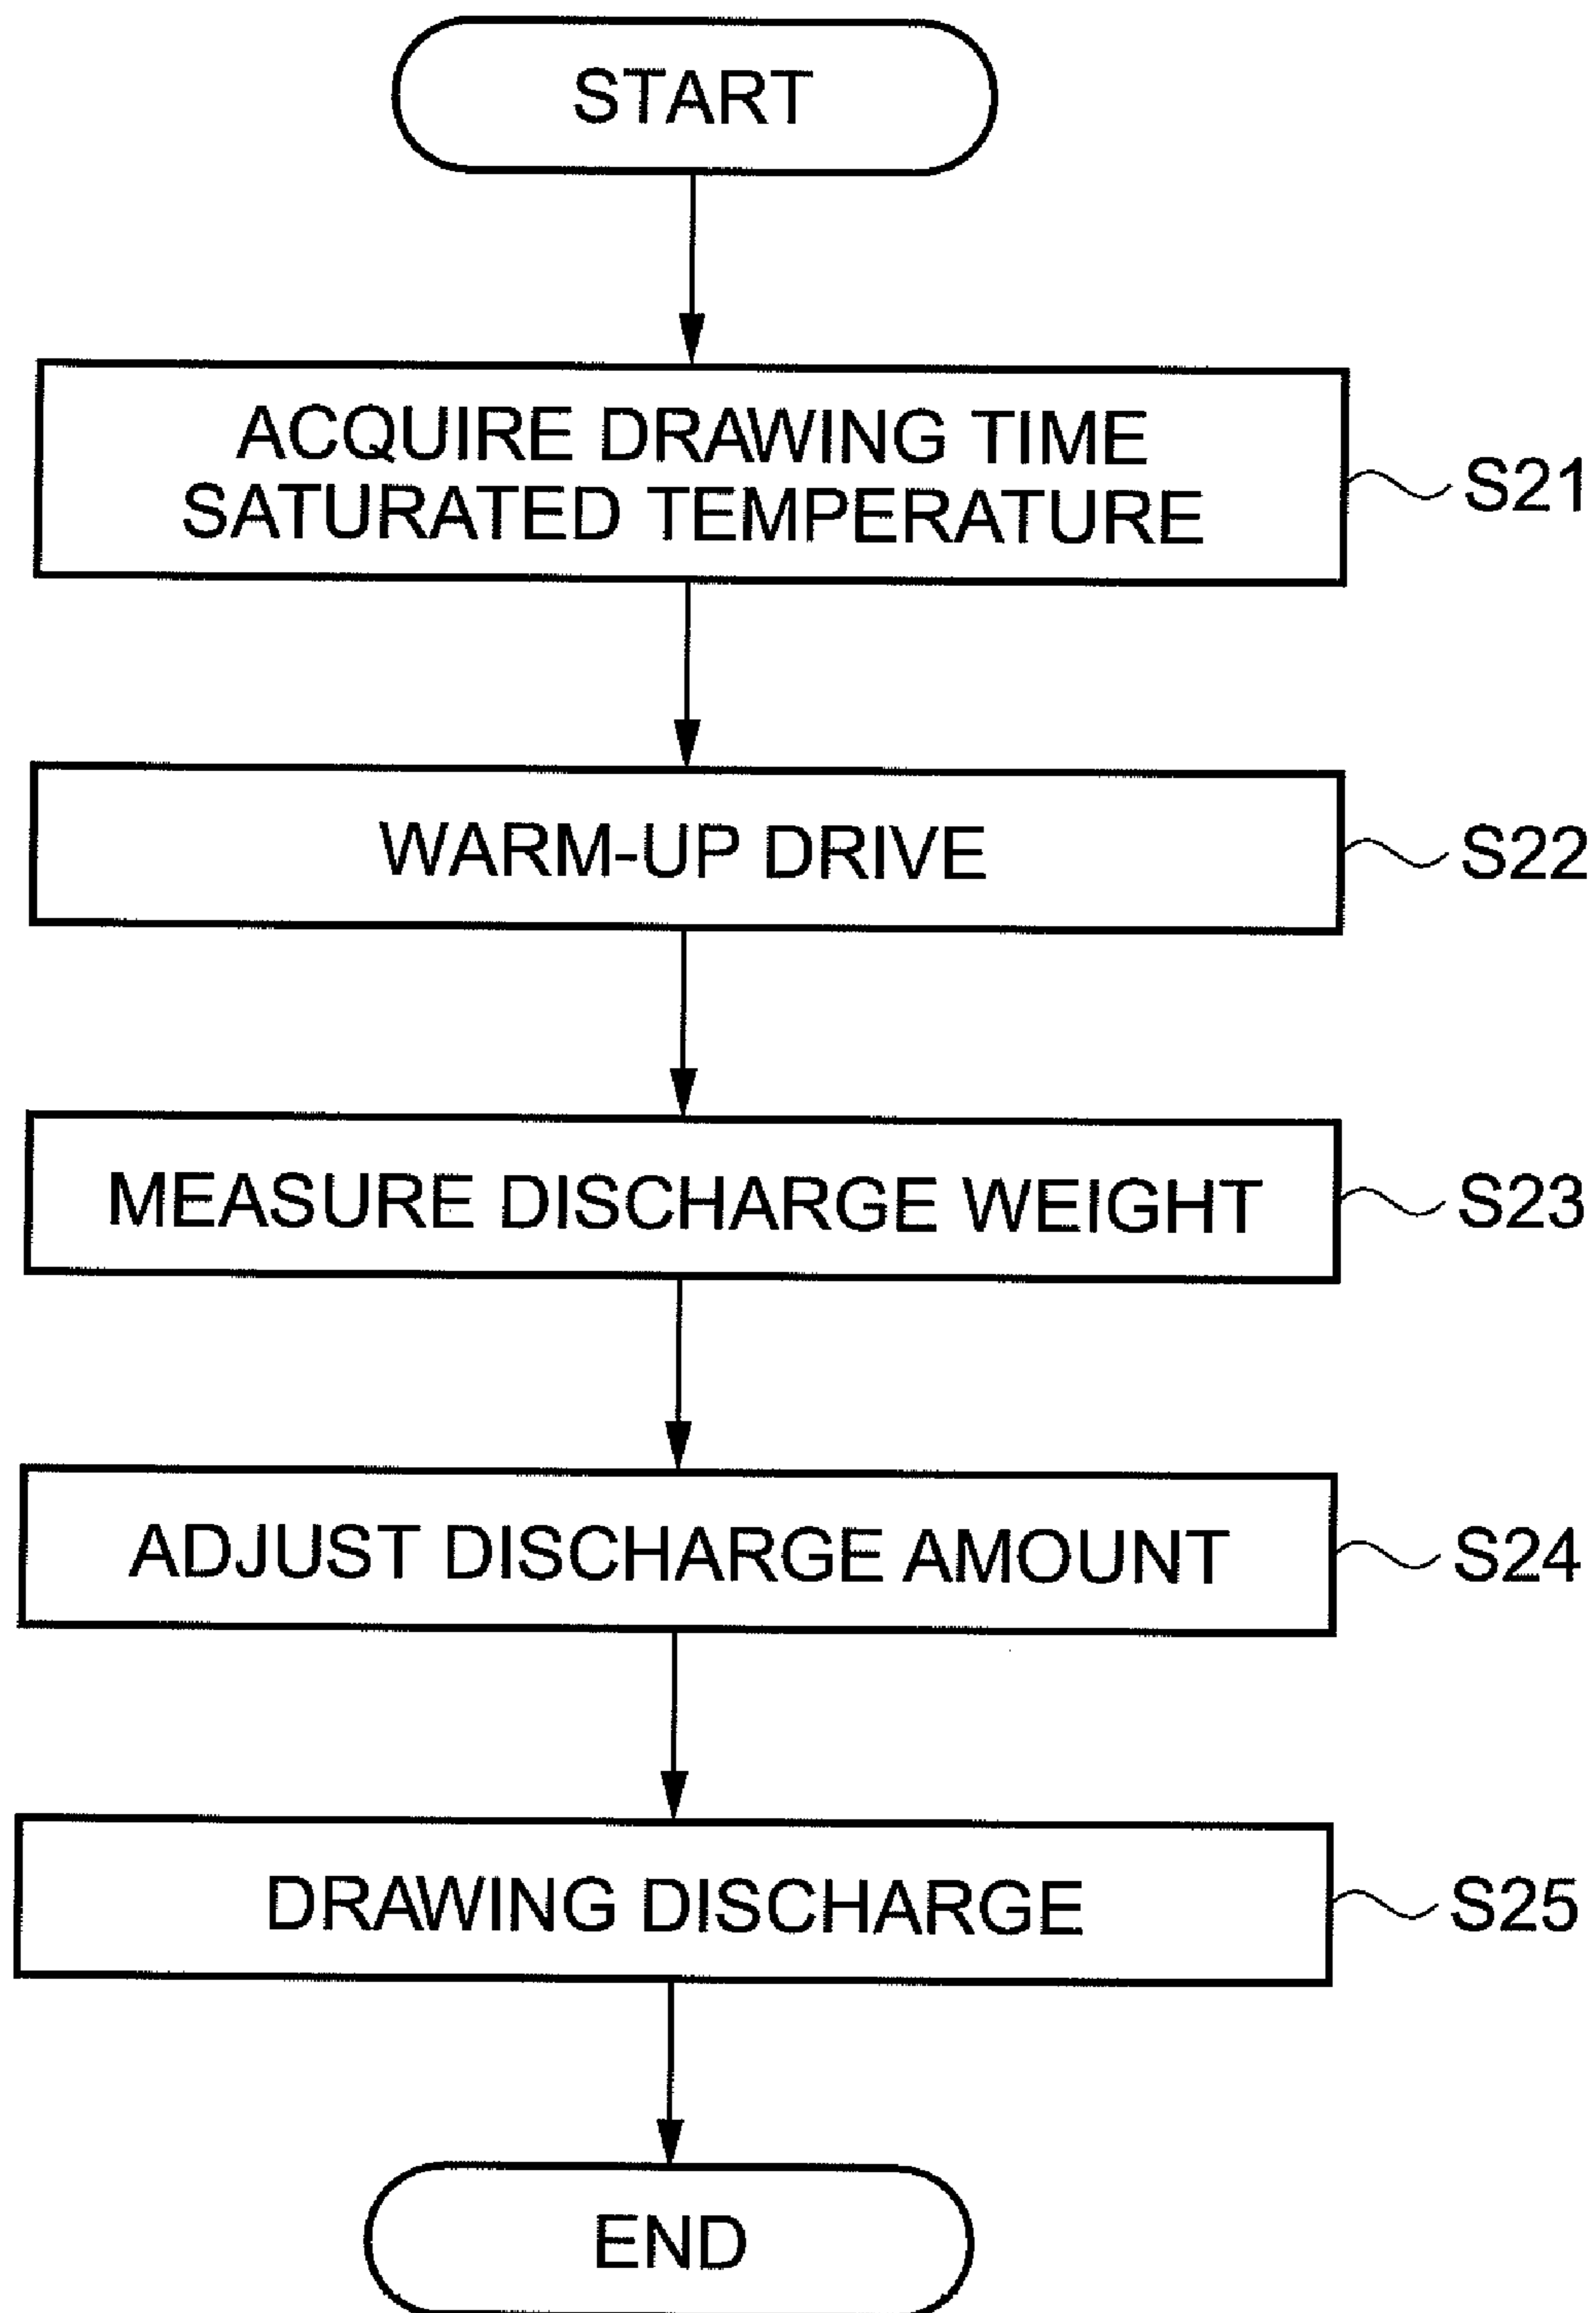 START
ACQUIRE DRAWING TIME
SATURATED TEMPERATURE
S21
WARM-UP DRIVE
S22
MEASURE DISCHARGE WEIGHT
S23
ADJUST DISCHARGE AMOUNT
S24
DRAWING DISCHARGE
S25
END